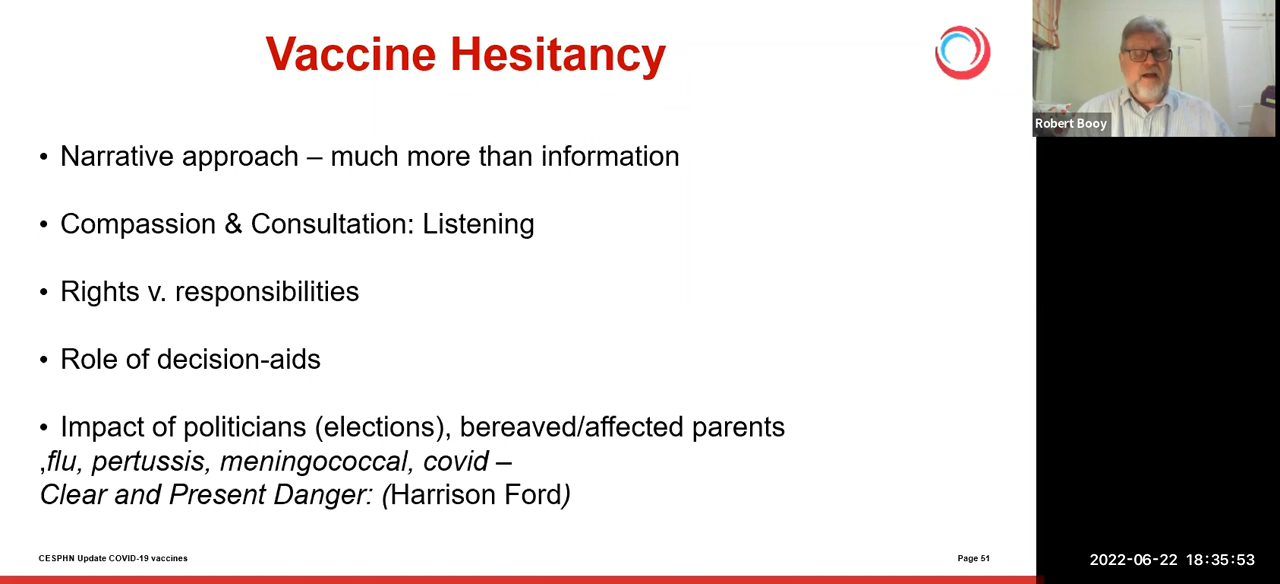 Vaccine Hesitancy
• Narrative approach – much more than information
• Compassion & Consultation: Listening
• Rights v. responsibilities
• Role of decision-aids
• Impact of politicians (elections), bereaved/affected parents
,flu, pertussis, meningococcal, covid –
Clear and Present Danger: (Harrison Ford)
CESPHN Update COVID-19 vaccines
Page 51
Robert Booy
2022-06-22 18:35:53